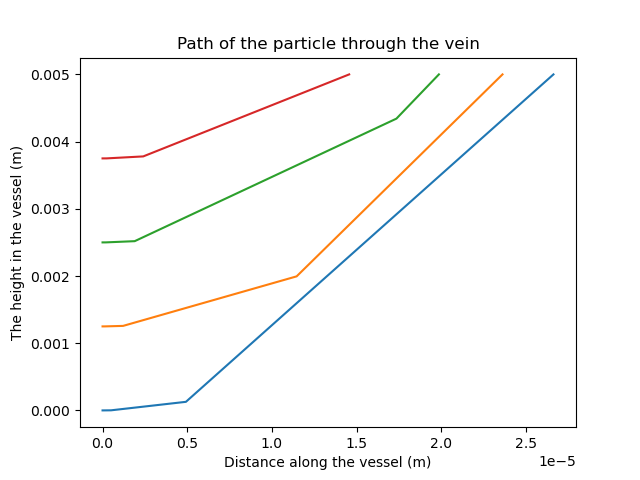 Path of the particle through the vein
0.005
0.004
0.003
0.002
0.001
0.000
The height in the vessel (m)
0.0 0.5 1.0 1.5 2.0 2.5
1e−5
Distance along the vessel (m)